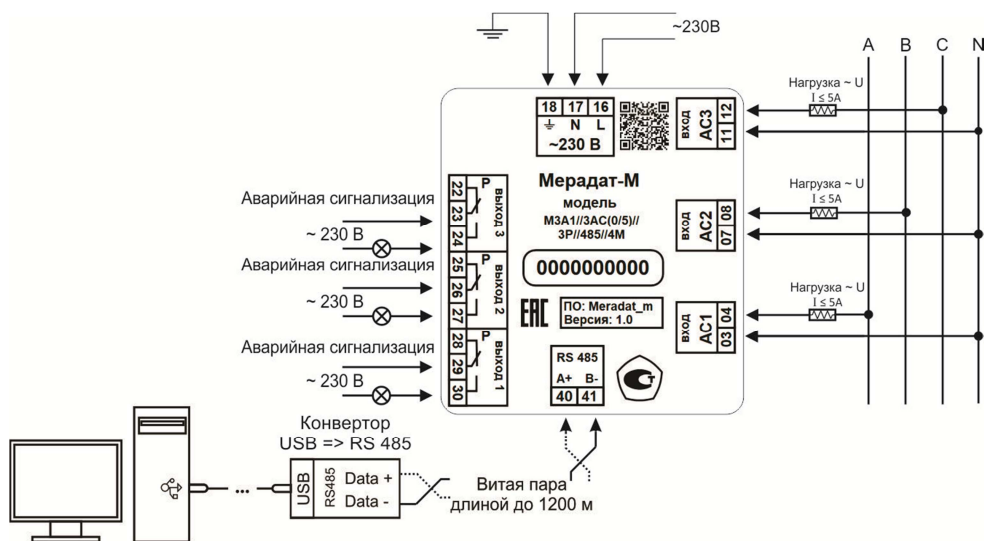 ~230В
A B C N
18 17 16
N L
~230 В
вход
АС3
11 12
Нагрузка ~ U
I ≤ 5A
Мерадат-М
модель
М3А1//3АС(0/5)//
3Р//485//4М
0000000000
ЕАС
ПО: Meradat_m
Версия: 1.0
вход
АС2
07 08
Нагрузка ~ U
I ≤ 5A
вход
АС1
03 04
Нагрузка ~ U
I ≤ 5A
Аварийная сигнализация
~ 230 В
22
23
24
Р
выход 3
Аварийная сигнализация
~ 230 В
25
26
27
Р
выход 2
Аварийная сигнализация
~ 230 В
28
29
30
Р
выход 1
RS 485
A+ B-
40 41
Ст
Конвертор
USB => RS 485
USB
RS485
Data +
Data -
...
Витая пара
длиной до 1200 м